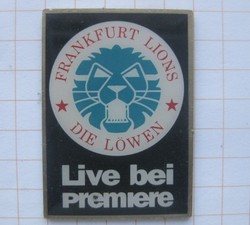 FRANKFURT LIONS
DIE LÖWEN
Live bei
PREMIERE